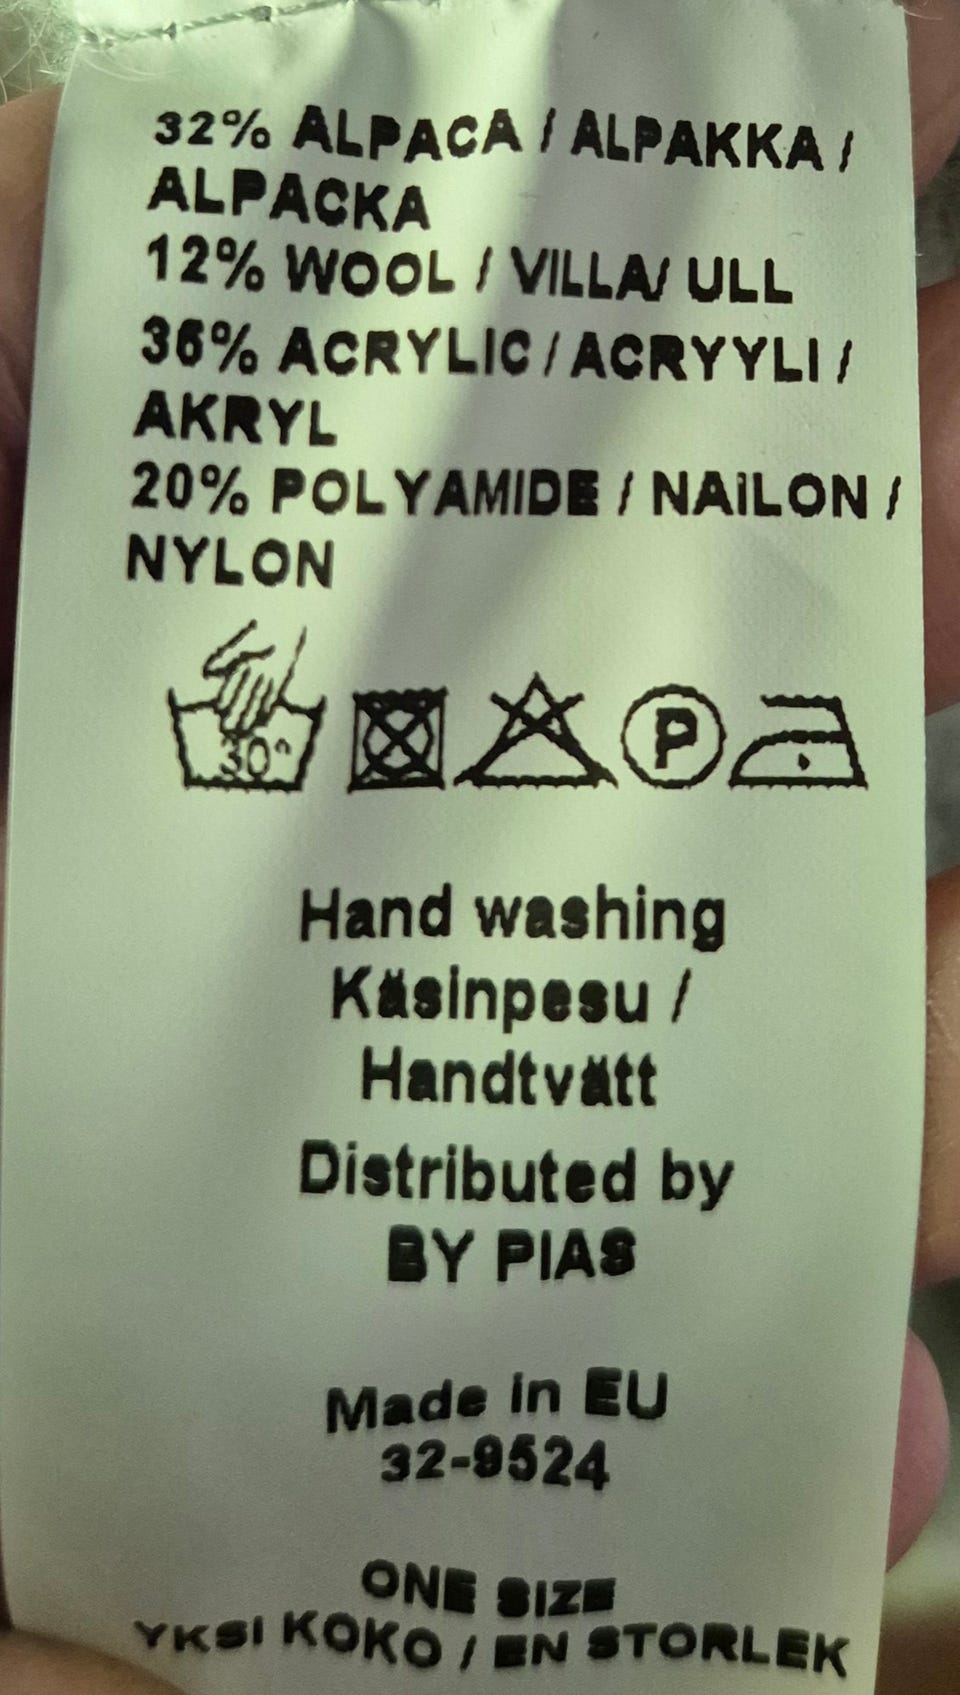 32% ALPACA / ALPAKKA /
ALPACKA
12% WOOL / VILLA/ ULL
36% ACRYLIC / ACRYYLI /
AKRYL
20% POLYAMIDE / NAiLON /
NYLON
30°
P
Hand washing
Käsinpesu /
Handtvätt
Distributed by
BY PIAS
Made in EU
32-9524
ONE SIZE
YKSI KOKO / EN STORLEK